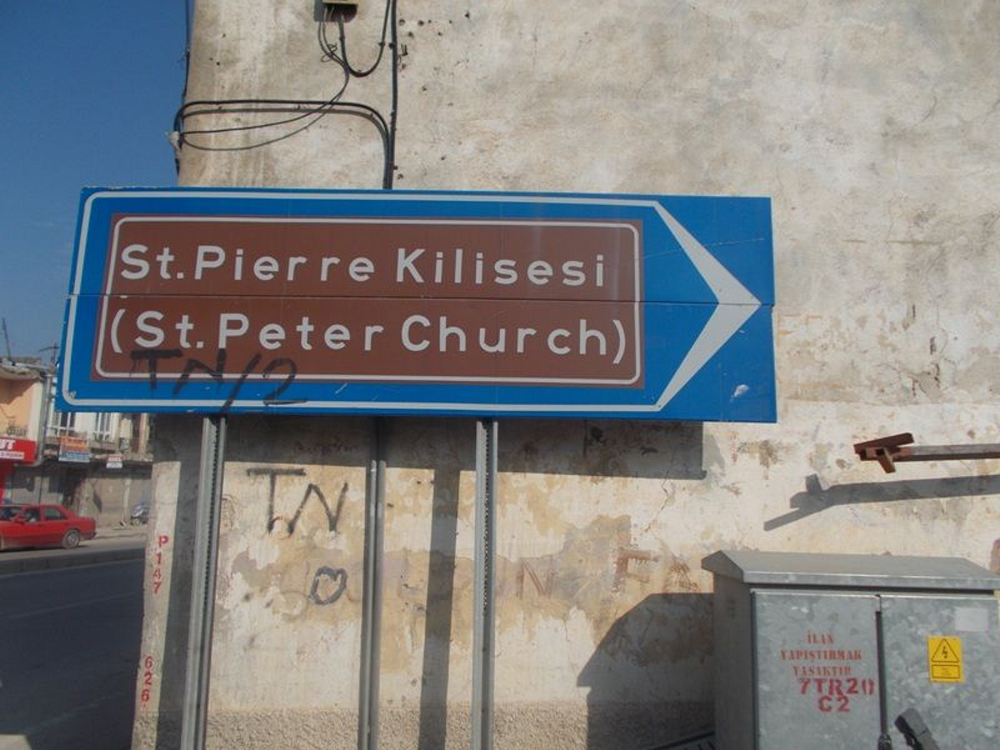 St. Pierre Kilisesi
(St. Peter Church)
TN/2
TN
P147
626
İLAN
YAPIŞTIRMAK
YASAKTIR
7TR20
C2